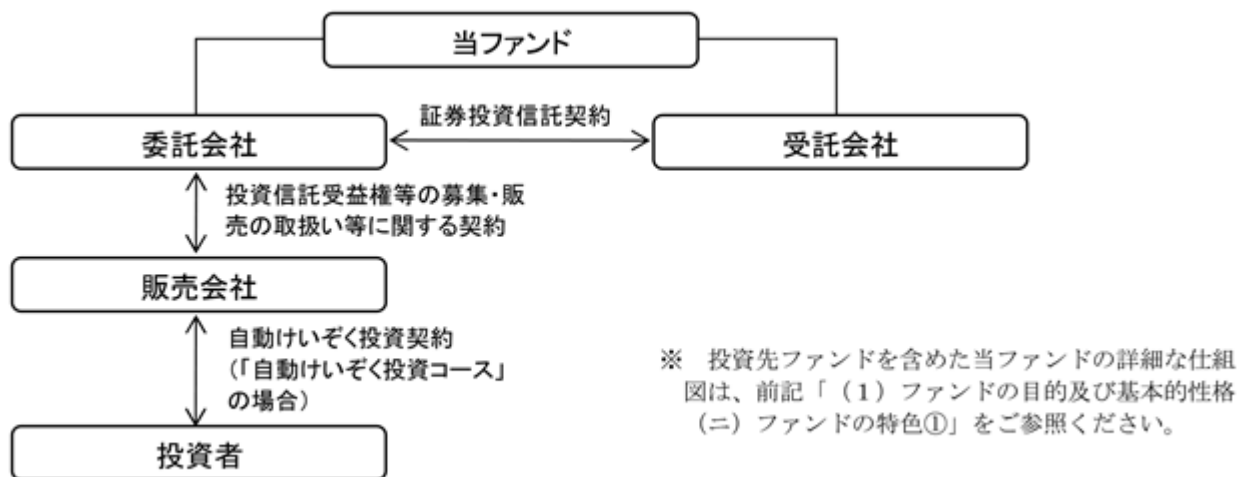 当ファンド
委託会社
証券投資信託契約
受託会社
投資信託受益権等の募集・販
売の取扱い等に関する契約
販売会社
自動けいぞく投資契約
(「自動けいぞく投資コース」
の場合)
投資者
※ 投資先ファンドを含めた当ファンドの詳細な仕組
図は、前記「(1)ファンドの目的及び基本的性格
(ニ)ファンドの特色①」をご参照ください。